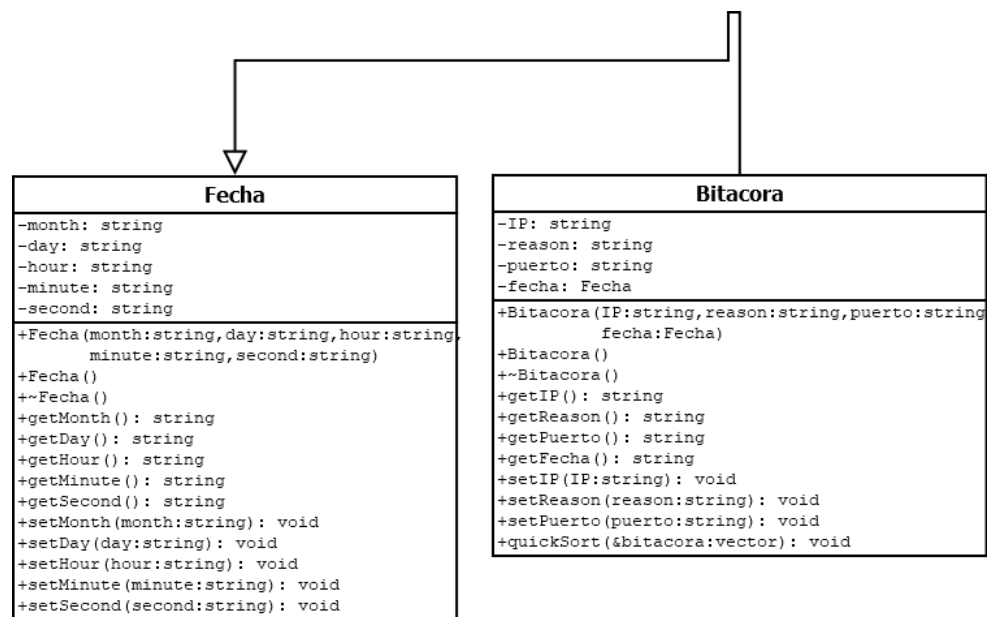 Fecha
-month: string
-day: string
-hour: string
-minute: string
-second: string
+Fecha(month:string,day:string,hour:string,
minute:string,second:string)
+Fecha()
+~Fecha()
+getMonth(): string
+getDay(): string
+getHour(): string
+getMinute(): string
+getSecond(): string
+setMonth(month:string): void
+setDay(day:string): void
+setHour(hour:string): void
+setMinute(minute:string): void
+setSecond(second:string): void
Bitacora
-IP: string
-reason: string
-puerto: string
-fecha: Fecha
+Bitacora(IP:string,reason:string,puerto:string
fecha:Fecha)
+Bitacora()
+~Bitacora()
+getIP(): string
+getReason(): string
+getPuerto(): string
+getFecha(): string
+setIP(IP:string): void
+setReason(reason:string): void
+setPuerto(puerto:string): void
+quickSort(&bitacora:vector): void